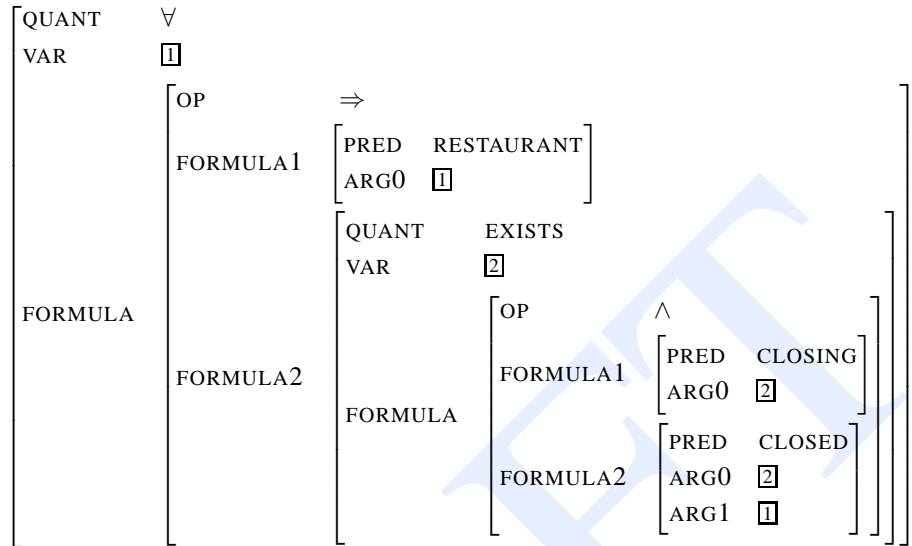 QUANT ∀
VAR 1
OP ⇒
FORMULA1 PRED RESTAURANT
ARG0 1
QUANT EXISTS
VAR 2
FORMULA
OP ∧
FORMULA2
FORMULA1 PRED CLOSING
ARG0 2
FORMULA
PRED CLOSED
FORMULA2 ARG0 2
ARG1 1